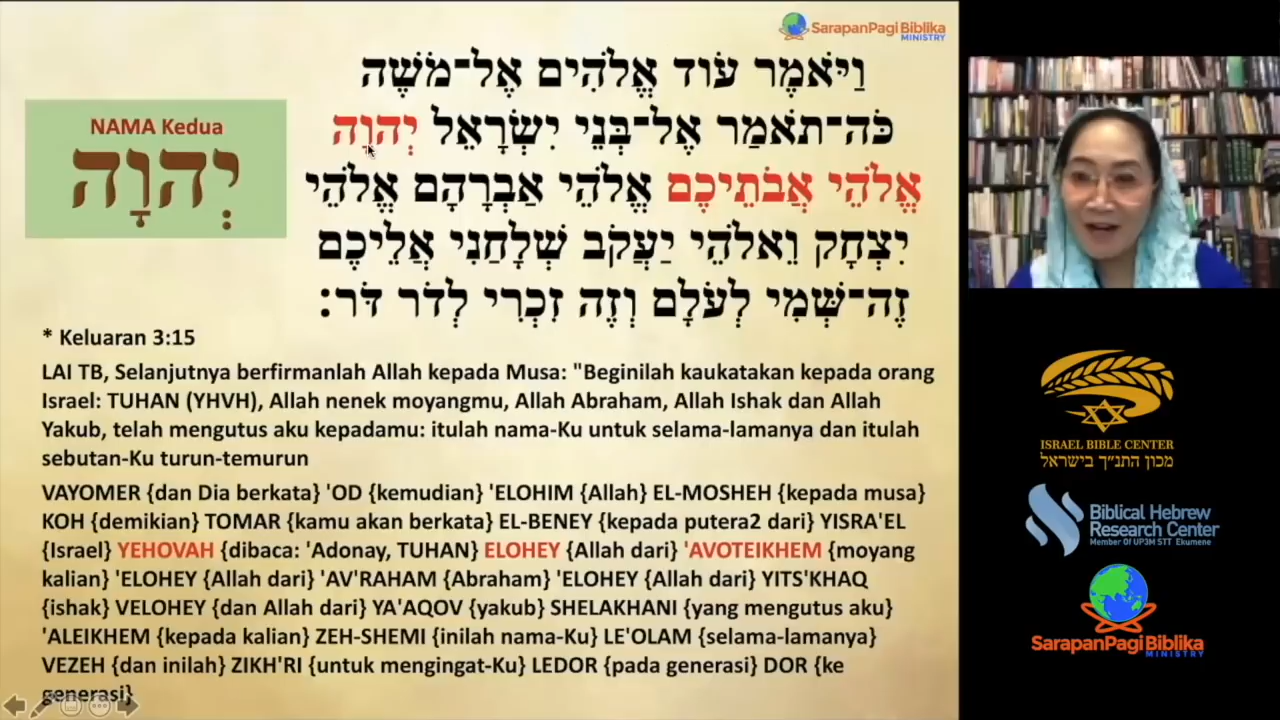 SarapanPagi Biblika
MINISTRY
NAMA Kedua
יְהוָה
וַיֹּאמֶר עֹוד אֱלֹהִים אֶל־מֹשֶׁה
כֹּה־תֹאמַר אֶל־בְּנֵי יִשְׂרָאֵל יְהוָה
אֱלֹהֵי אֲבֹתֵיכֶם אֱלֹהֵי אַבְרָהָם אֱלֹהֵי
יִצְחָק וֵאלֹהֵי יַעֲקֹב שְׁלָחַנִי אֲלֵיכֶם
זֶה־שְּׁמִי לְעֹלָם וְזֶה זִכְרִי לְדֹר דֹּר׃
* Keluaran 3:15
LAI TB, Selanjutnya berfirmanlah Allah kepada Musa: "Beginilah kaukatakan kepada orang
Israel: TUHAN (YHVH), Allah nenek moyangmu, Allah Abraham, Allah Ishak dan Allah
Yakub, telah mengutus aku kepadamu: itulah nama-Ku untuk selama-lamanya dan itulah
sebutan-Ku turun-temurun
VAYOMER {dan Dia berkata} 'OD {kemudian} 'ELOHIM {Allah} EL-MOSHEH {kepada musa}
KOH {demikian} TOMAR {kamu akan berkata} EL-BENEY {kepada putera2 dari} YISRA'EL
{Israel} YEHOVAH {dibaca: 'Adonay, TUHAN} ELOHEY {Allah dari} 'AVOTEIKHEM {moyang
kalian} 'ELOHEY {Allah dari} 'AV'RAHAM {Abraham} 'ELOHEY {Allah dari} YITS'KHAQ
{ishak} VELOHEY {dan Allah dari} YA'AQOV {yakub} SHELAKHANI {yang mengutus aku}
'ALEIKHEM {kepada kalian} ZEH-SHEMI {inilah nama-Ku} LE'OLAM {selama-lamanya}
VEZEH {dan inilah} ZIKH'RI {untuk mengingat-Ku} LEDOR {pada generasi} DOR {ke
generasi}
ISRAEL BIBLE CENTER
מכון התנ״ך בישראל
Biblical Hebrew
Research Center
Member Of UP3M STT Ekumene
SarapanPagi Biblika
MINISTRY